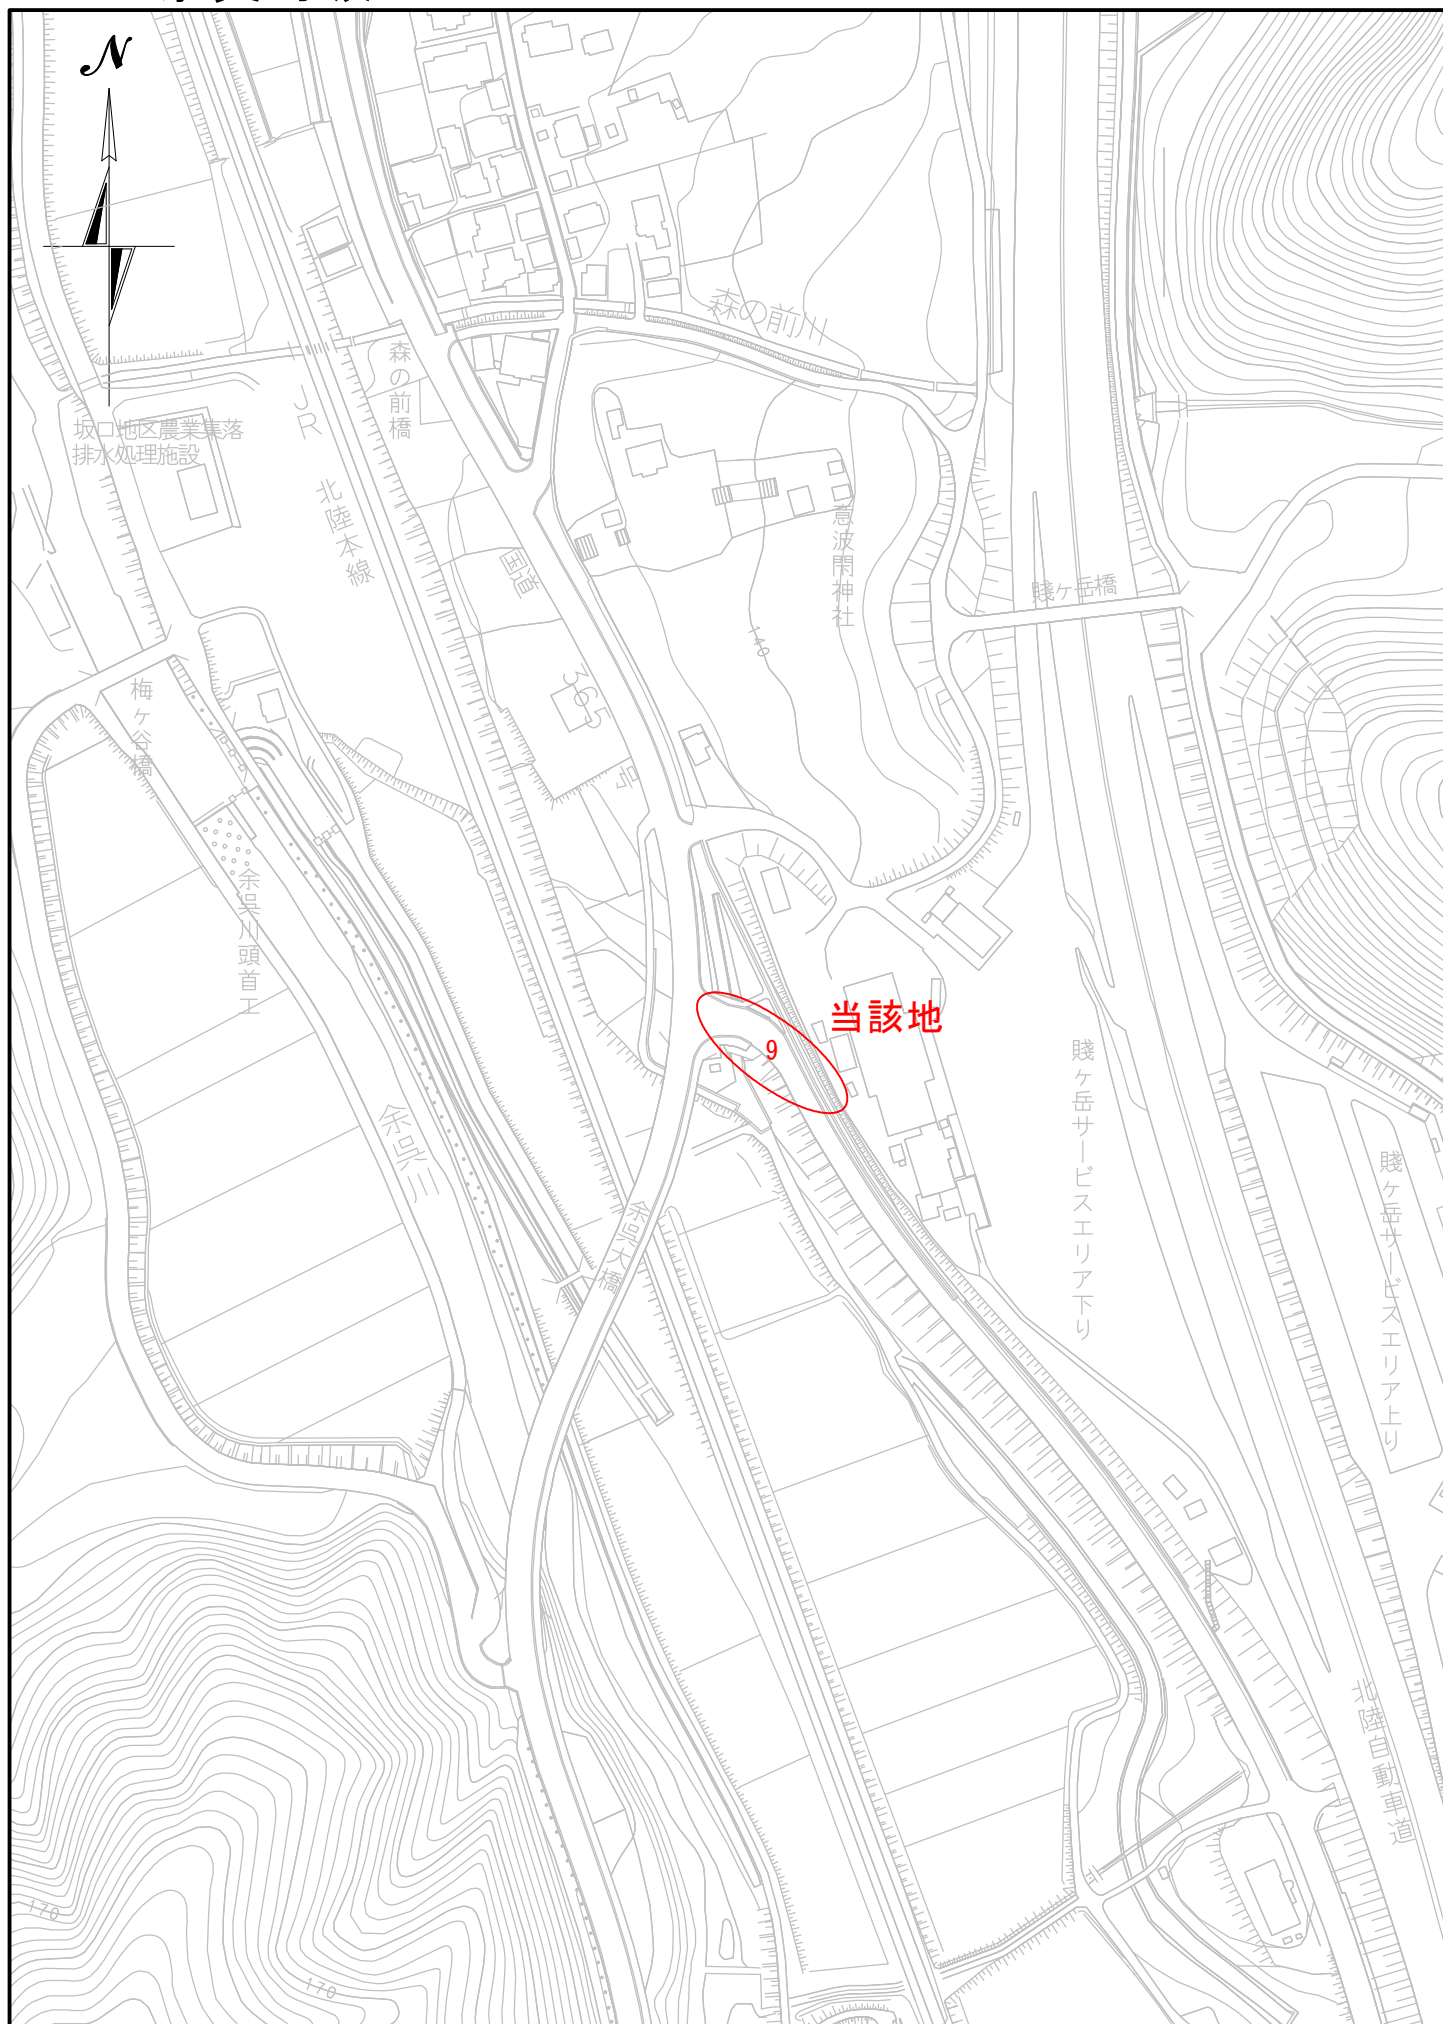 N
森の前川
森の前橋
坂口地区農業集落
排水処理施設
JR
北陸本線
国道
365
号
意波閇神社
140
賤ヶ岳橋
梅ヶ谷橋
余呉川頭首工
当該地
9
賤ヶ岳サービスエリア下り
賤ヶ岳サービスエリア上り
余呉川
余呉大橋
北陸自動車道
170
170